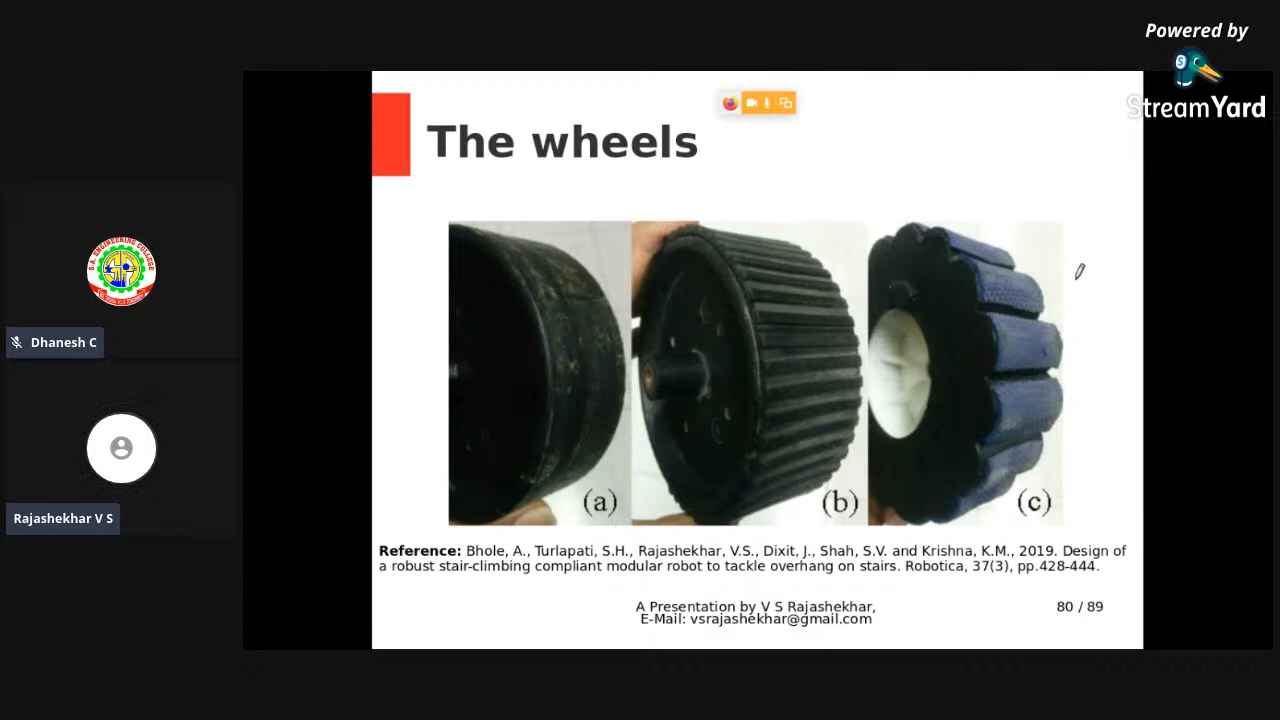 Powered by
StreamYard
The wheels
S.A. ENGINEERING COLLEGE
Dhanesh C
Rajashekhar V S
(a)
(b)
(c)
Reference: Bhole, A., Turlapati, S.H., Rajashekhar, V.S., Dixit, J., Shah, S.V. and Krishna, K.M., 2019. Design of
a robust stair-climbing compliant modular robot to tackle overhang on stairs. Robotica, 37(3), pp.428-444.
A Presentation by V S Rajashekhar,
E-Mail: vsrajashekhar@gmail.com
80 / 89